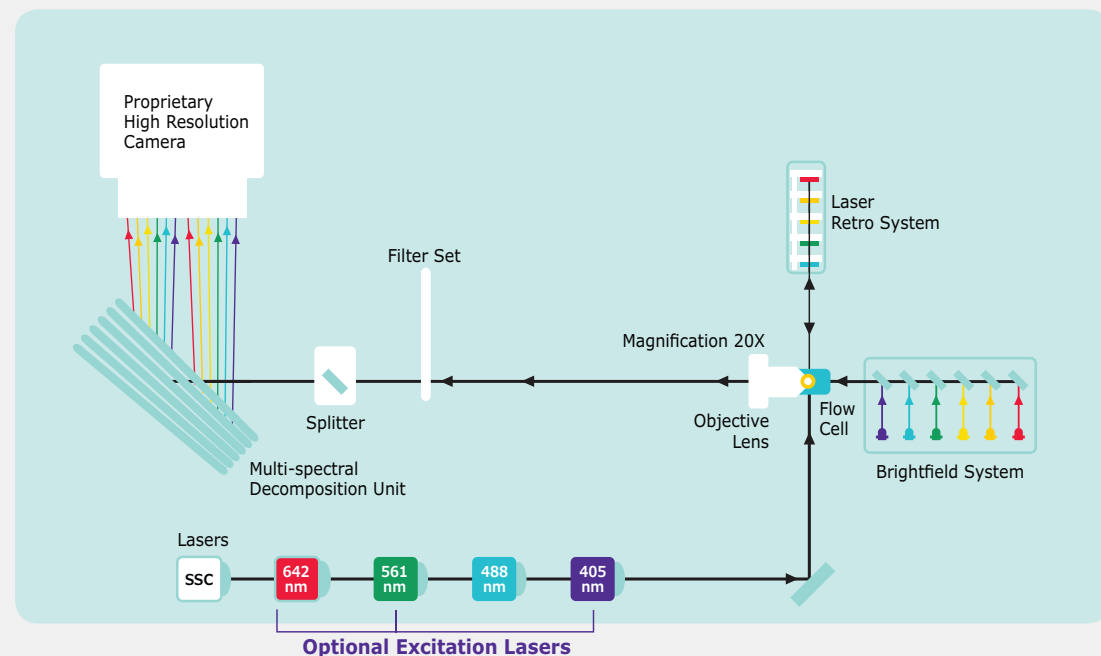 Proprietary
High Resolution
Camera
Laser
Retro System
Filter Set
Magnification 20X
Splitter
Objective
Lens
Flow
Cell
Brightfield System
Multi-spectral
Decomposition Unit
Lasers
SSC
642
nm
561
nm
488
nm
405
nm
Optional Excitation Lasers